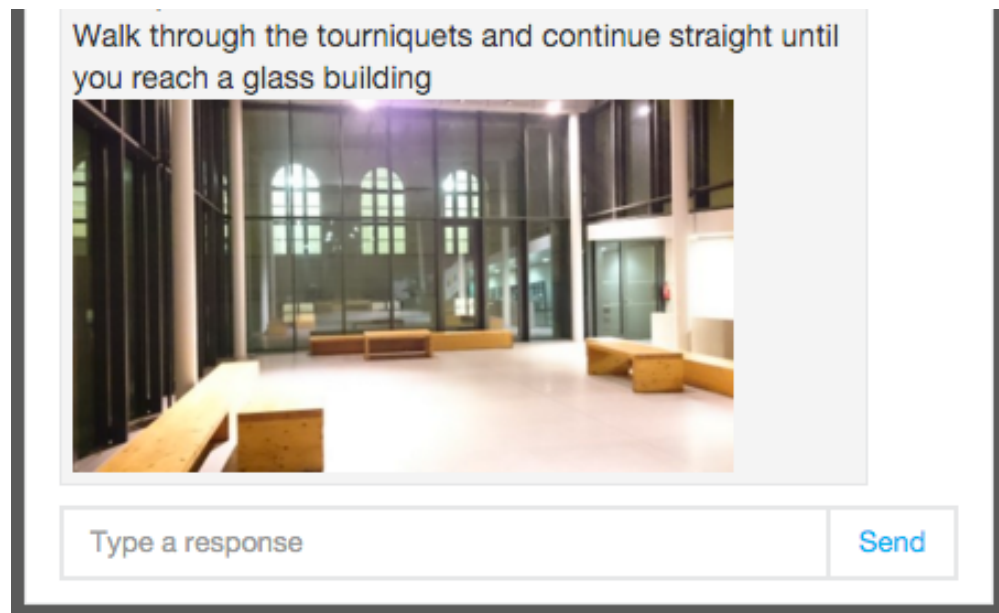 Walk through the tourniquets and continue straight until
you reach a glass building
Type a response
Send